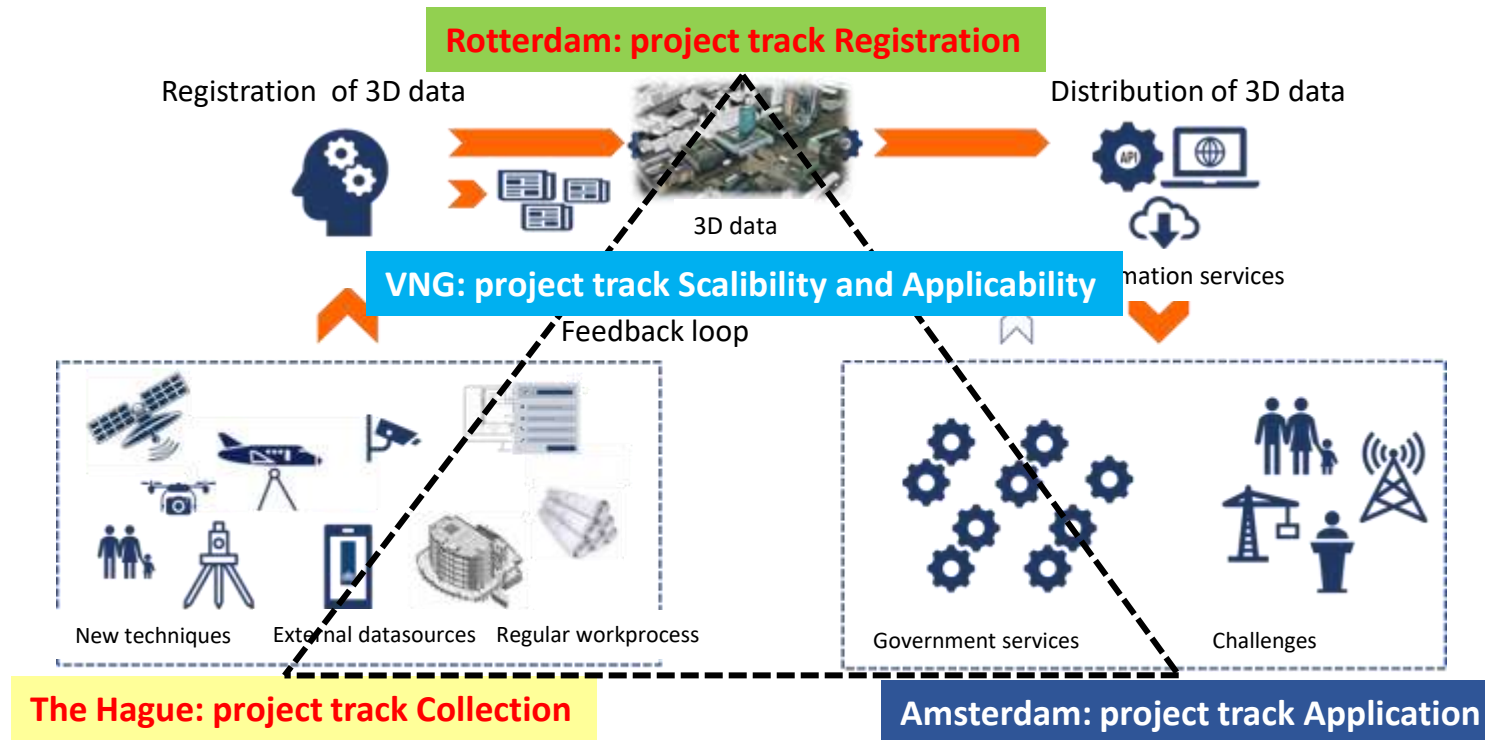 Rotterdam: project track Registration
Registration of 3D data
Distribution of 3D data
API
3D data
VNG: project track Scalibility and Applicability
mation services
Feedback loop
New techniques
External datasources
Regular workprocess
Government services
Challenges
The Hague: project track Collection
Amsterdam: project track Application